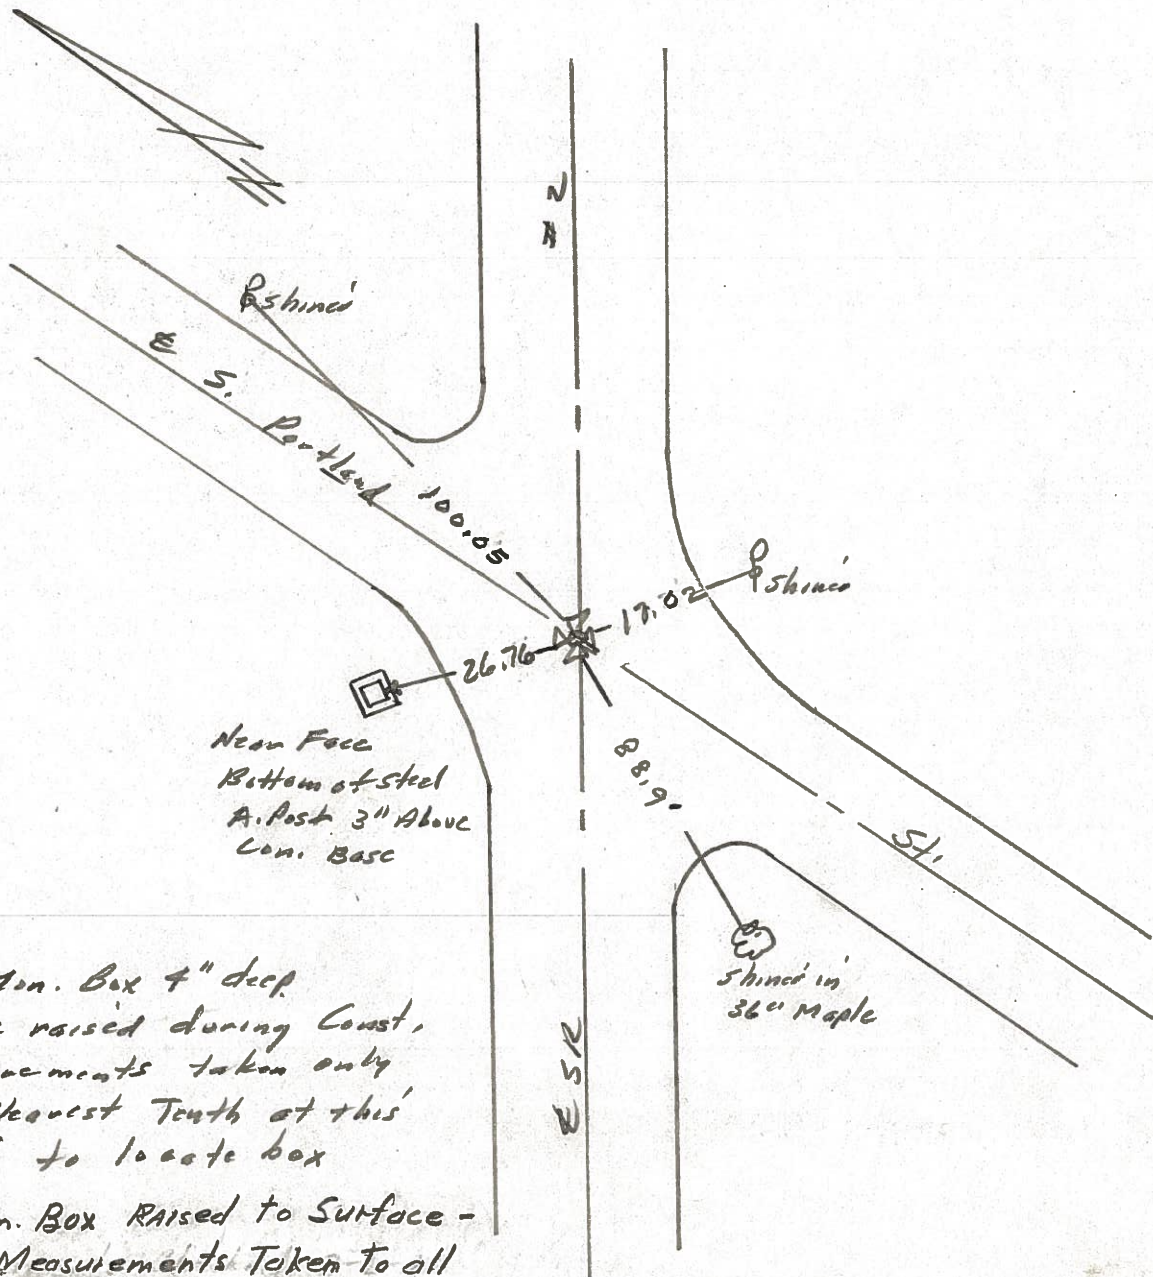 # 2
shiner
℄ S. Portland
100.05
17.02
shiner
26.76
Near Face
Bottom of steel
A. Post 3" Above
Con. Base
88.9-
St.
shiner in
36" Maple
℄ SR
Mon. Box 4" deep
raised during Const.
taken only
Nearest Tenth at this
to locate box
Box RAised to Surface -
Measurements Taken To all